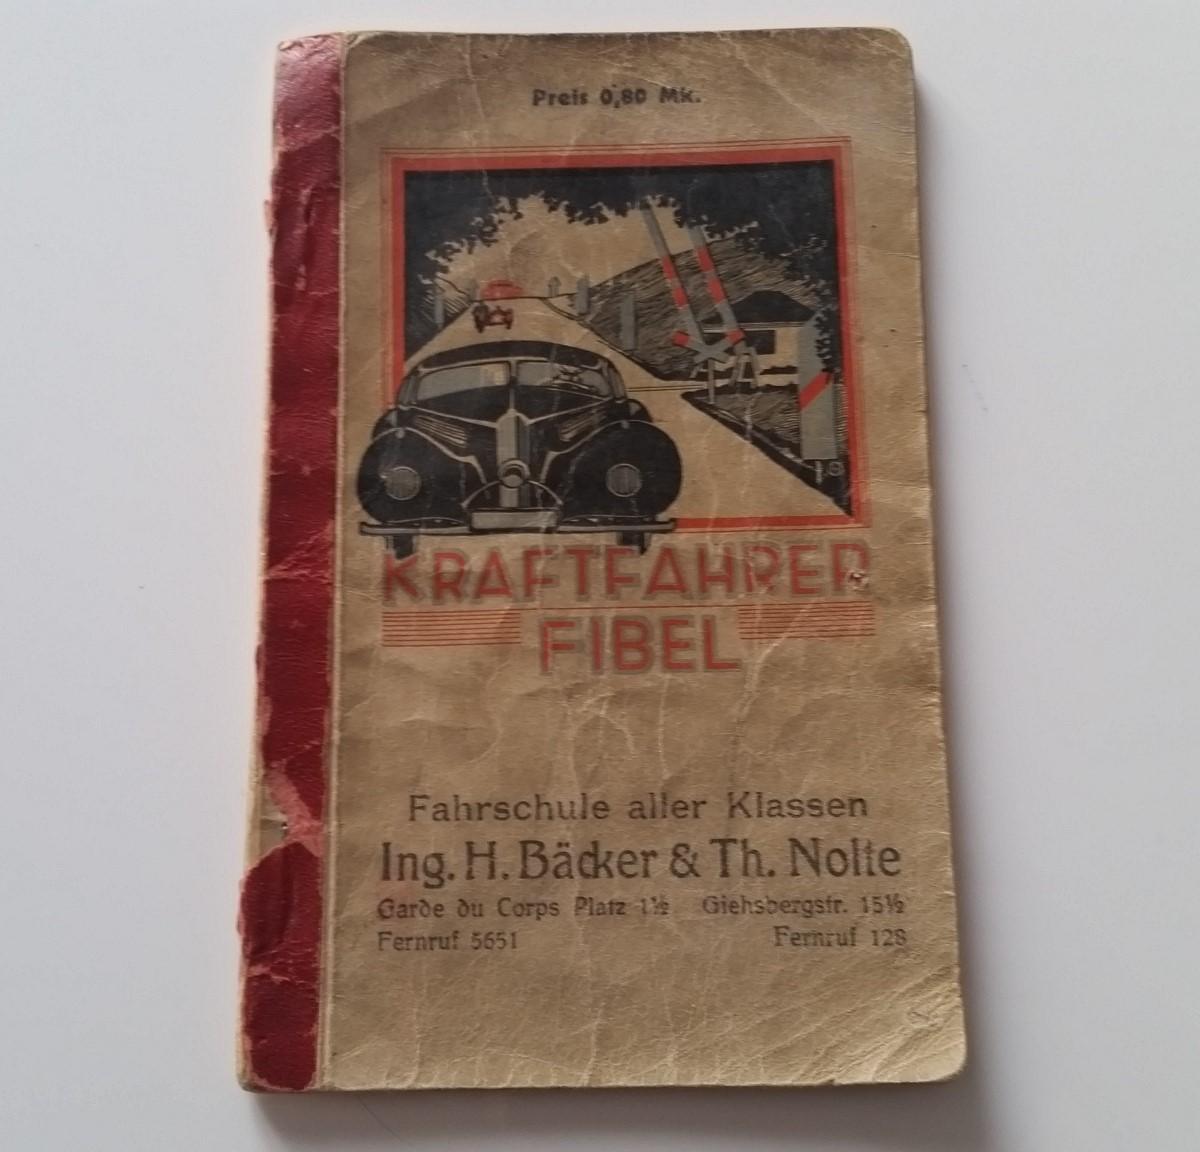 Preis 0,80 Mk.
KRAFTFAHRER
FIBEL
Fahrschule aller Klassen
Ing. H. Bäcker & Th. Nolte
Garde du Corps Platz 1½ Giehsbergstr. 15½
Fernruf 5651 Fernruf 128